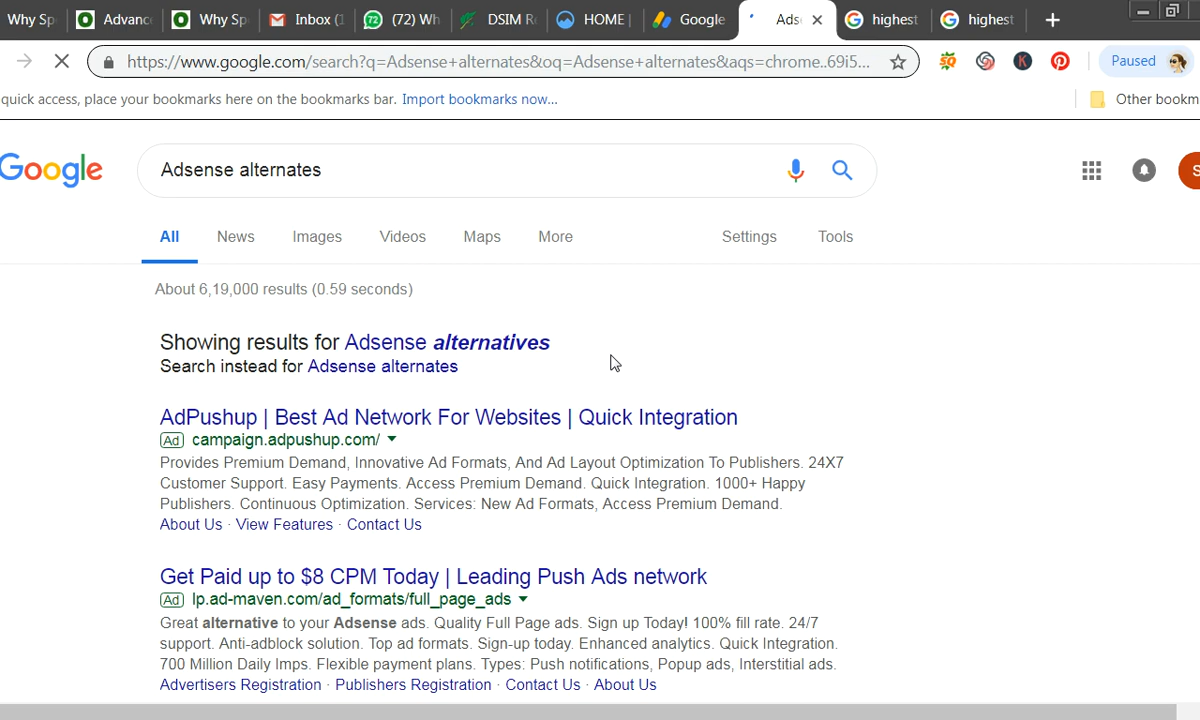 Why Sp
Advanc
Why Sp
Inbox (1
(72) Wh
DSIM R
HOME |
Google
Ads
highest
highest
https://www.google.com/search?q=Adsense+alternates&oq=Adsense+alternates&aqs=chrome..69i5...
Paused
quick access, place your bookmarks here on the bookmarks bar. Import bookmarks now...
Other bookm
Google
Adsense alternates
S
All News Images Videos Maps More Settings Tools
About 6,19,000 results (0.59 seconds)
Showing results for Adsense alternatives
Search instead for Adsense alternates
AdPushup | Best Ad Network For Websites | Quick Integration
Ad campaign.adpushup.com/
Provides Premium Demand, Innovative Ad Formats, And Ad Layout Optimization To Publishers. 24X7
Customer Support. Easy Payments. Access Premium Demand. Quick Integration. 1000+ Happy
Publishers. Continuous Optimization. Services: New Ad Formats, Access Premium Demand.
About Us · View Features · Contact Us
Get Paid up to $8 CPM Today | Leading Push Ads network
Ad lp.ad-maven.com/ad_formats/full_page_ads
Great alternative to your Adsense ads. Quality Full Page ads. Sign up Today! 100% fill rate. 24/7
support. Anti-adblock solution. Top ad formats. Sign-up today. Enhanced analytics. Quick Integration.
700 Million Daily Imps. Flexible payment plans. Types: Push notifications, Popup ads, Interstitial ads.
Advertisers Registration · Publishers Registration · Contact Us · About Us